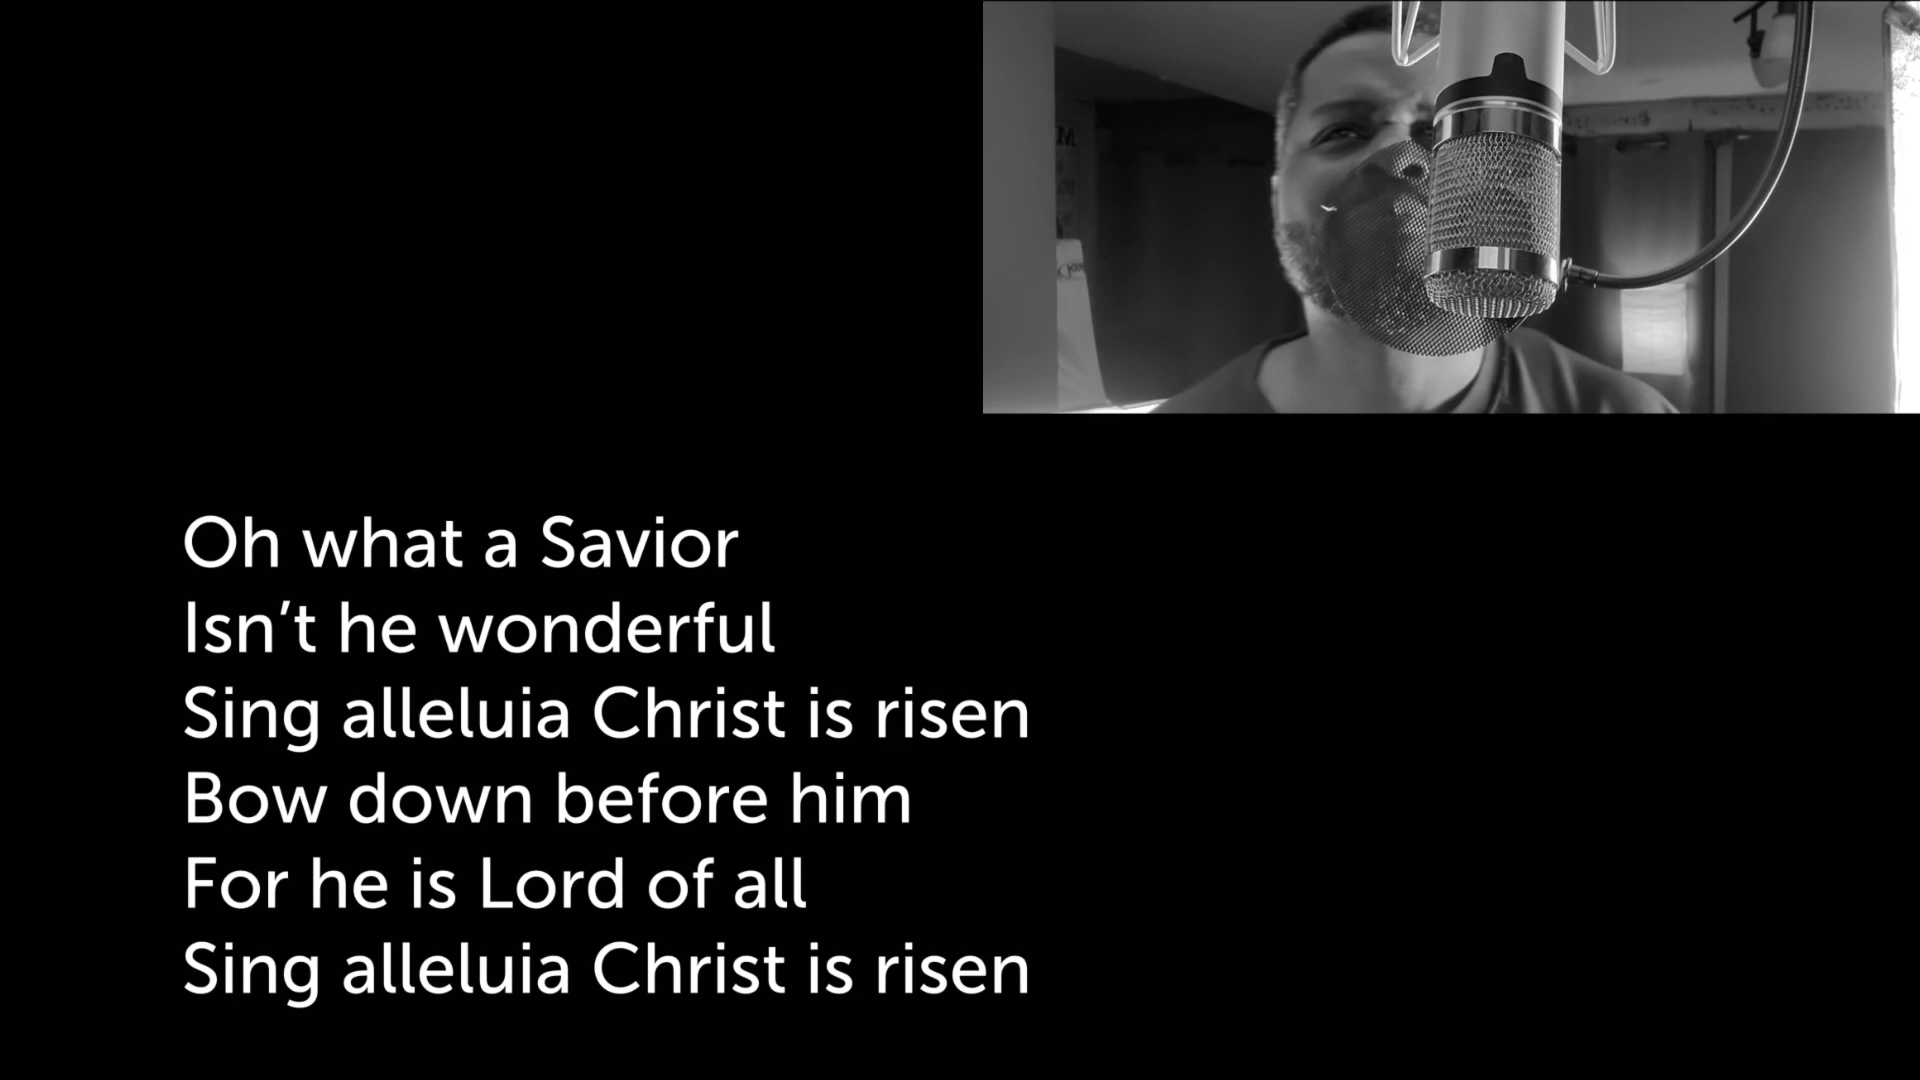 Oh what a Savior
Isn’t he wonderful
Sing alleluia Christ is risen
Bow down before him
For he is Lord of all
Sing alleluia Christ is risen